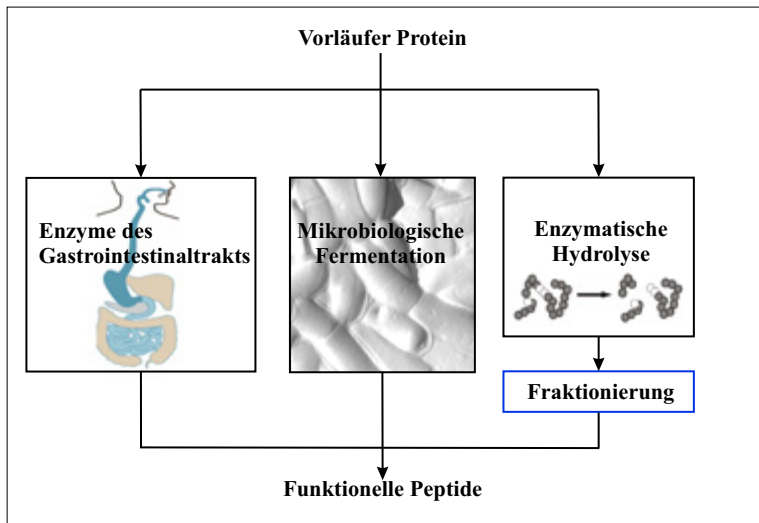 Vorläufer Protein
Enzyme des
Gastrointestinaltrakts
Mikrobiologische
Fermentation
Enzymatische
Hydrolyse
Fraktionierung
Funktionelle Peptide